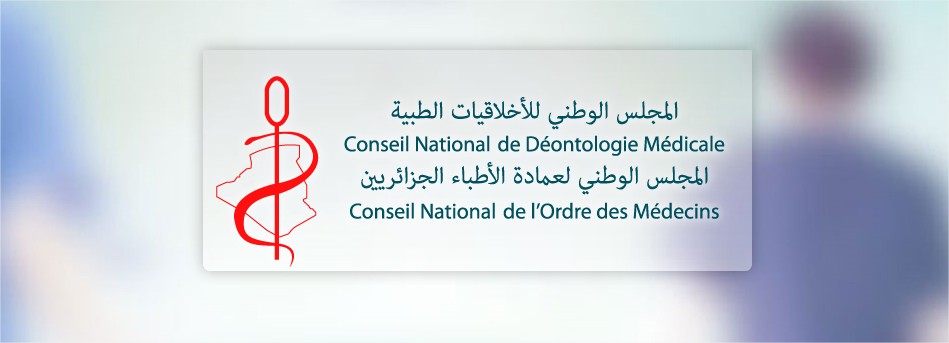 المجلس الوطني للأخلاقيات الطبية
Conseil National de Déontologie Médicale
المجلس الوطني لعمادة الأطباء الجزائريين
Conseil National de l'Ordre des Médecins